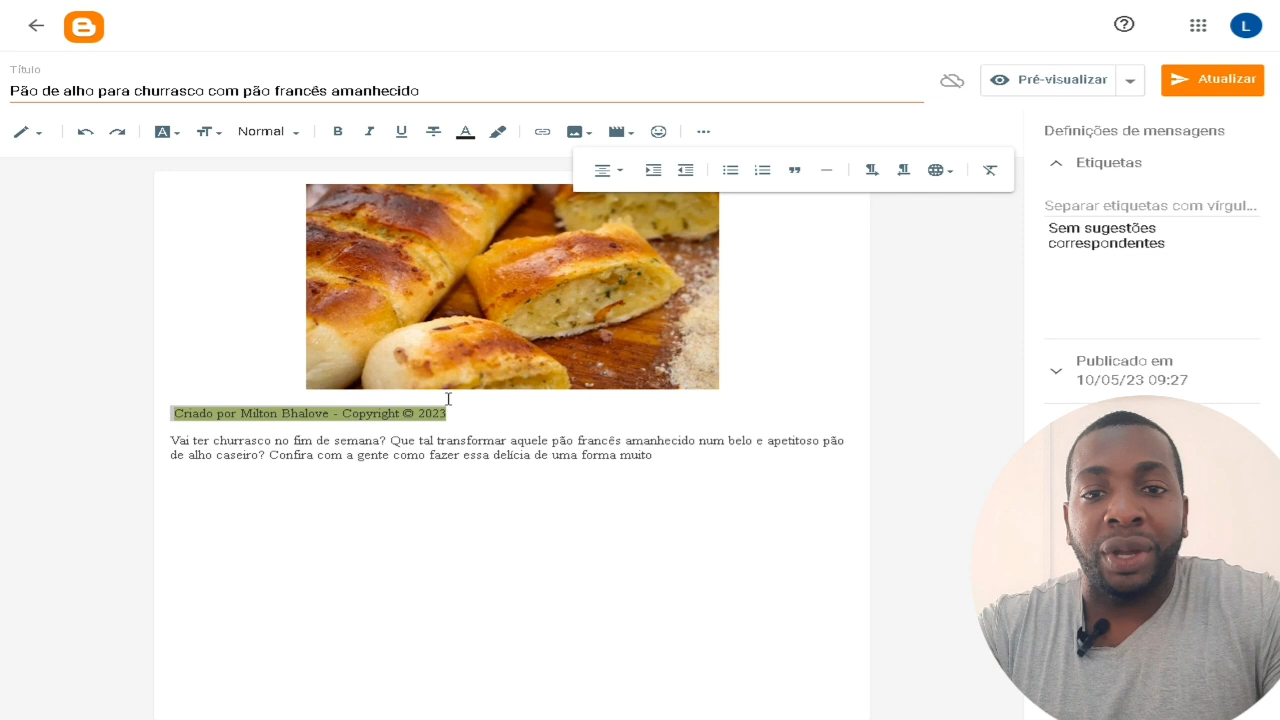 L
Título
Pão de alho para churrasco com pão francês amanhecido
Pré-visualizar
Atualizar
Normal
B I U A
Definições de mensagens
Etiquetas
Separar etiquetas com vírgul...
Sem sugestões
correspondentes
Publicado em
10/05/23 09:27
Criado por Milton Bhalove - Copyright © 2023
Vai ter churrasco no fim de semana? Que tal transformar aquele pão francês amanhecido num belo e apetitoso pão
de alho caseiro? Confira com a gente como fazer essa delícia de uma forma muito